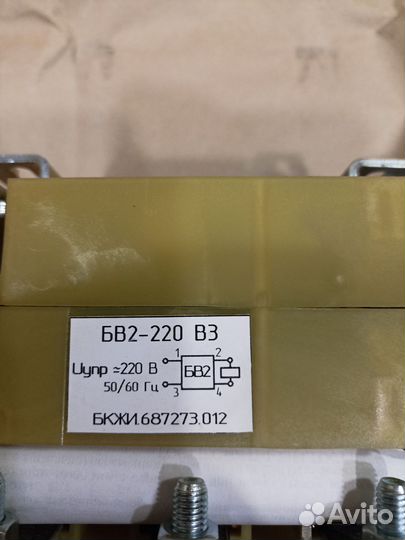 БВ2-220 В3
Uупр ≂220 В
50/60 Гц
1 2
БВ2
3 4
БКЖИ.687273.012
Avito